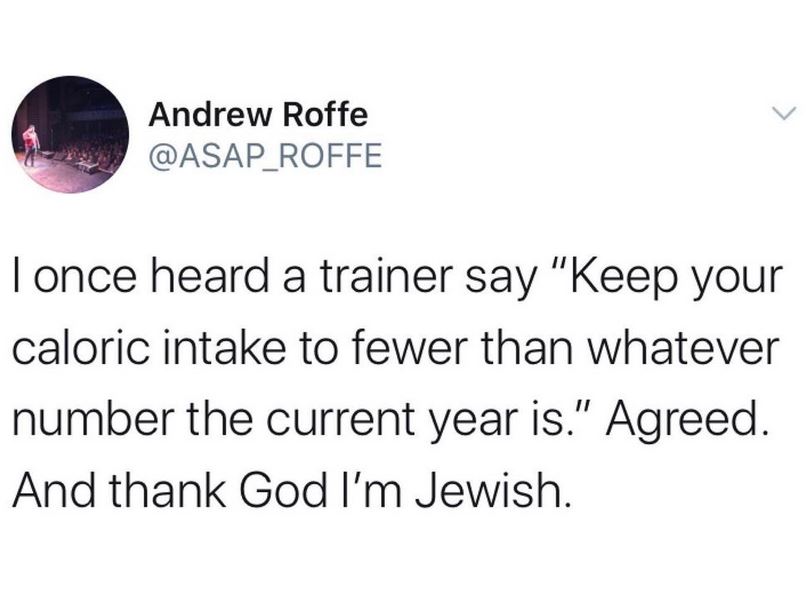 Andrew Roffe
@ASAP_ROFFE
I once heard a trainer say “Keep your
caloric intake to fewer than whatever
number the current year is.” Agreed.
And thank God I’m Jewish.